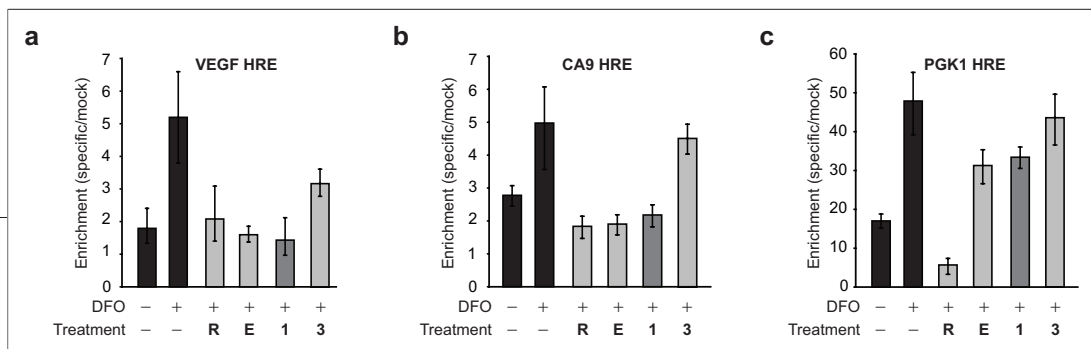 a
b
c
VEGF HRE
CA9 HRE
PGK1 HRE
Enrichment (specific/mock)
7
6
5
4
3
2
1
0
Enrichment (specific/mock)
7
6
5
4
3
2
1
0
Enrichment (specific/mock)
60
50
40
30
20
10
0
DFO – + + + + +
Treatment – – R E 1 3
DFO – + + + + +
Treatment – – R E 1 3
DFO – + + + + +
Treatment – – R E 1 3